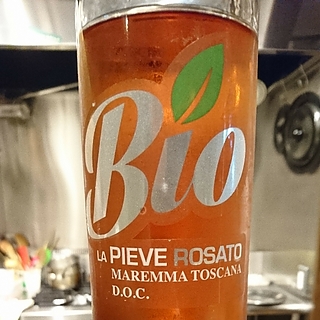 Bio
LA PIEVE ROSATO
MAREMMA TOSCANA
D.O.C.